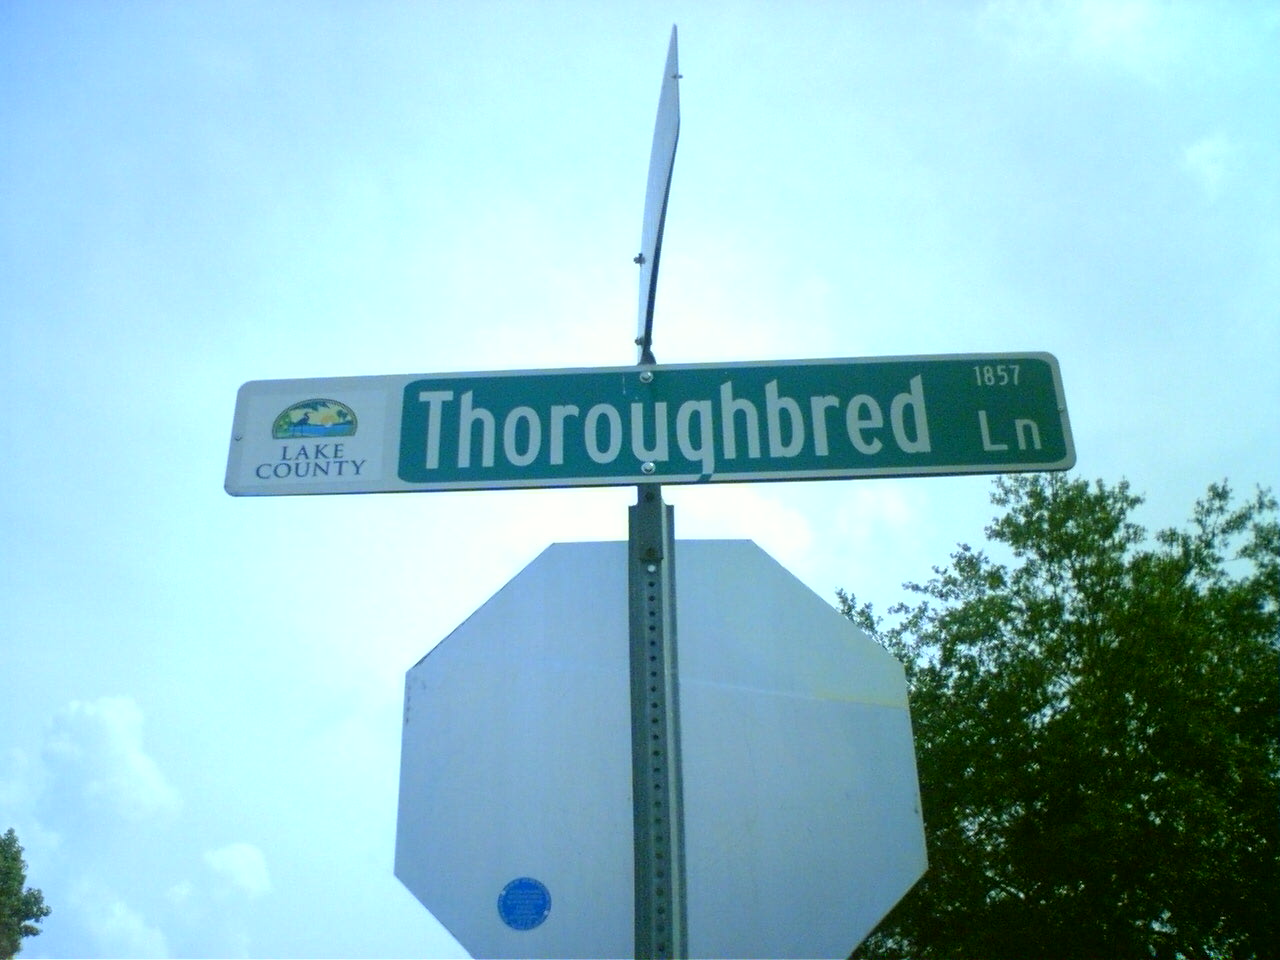 LAKE
COUNTY
Thoroughbred
1857
Ln